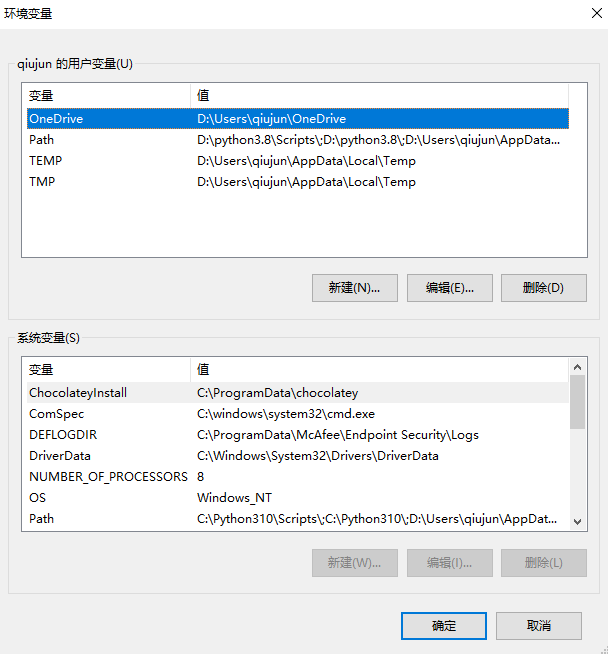 环境变量
qiujun 的用户变量(U)
变量 值
OneDrive D:\Users\qiujun\OneDrive
Path D:\python3.8\Scripts\;D:\python3.8\;D:\Users\qiujun\AppData...
TEMP D:\Users\qiujun\AppData\Local\Temp
TMP D:\Users\qiujun\AppData\Local\Temp
新建(N)... 编辑(E)... 删除(D)
系统变量(S)
变量 值
ChocolateyInstall C:\ProgramData\chocolatey
ComSpec C:\windows\system32\cmd.exe
DEFLOGDIR C:\ProgramData\McAfee\Endpoint Security\Logs
DriverData C:\Windows\System32\Drivers\DriverData
NUMBER_OF_PROCESSORS 8
OS Windows_NT
Path C:\Python310\Scripts\;C:\Python310\;D:\Users\qiujun\AppDat...
新建(W)... 编辑(I)... 删除(L)
确定 取消